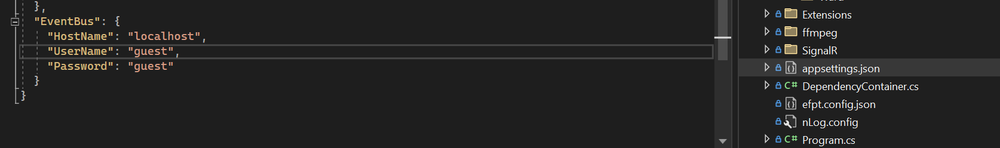 },
"EventBus": {
"HostName": "localhost",
"UserName": "guest",
"Password": "guest"
}
}
Extensions
ffmpeg
SignalR
appsettings.json
C# DependencyContainer.cs
efpt.config.json
nLog.config
C# Program.cs